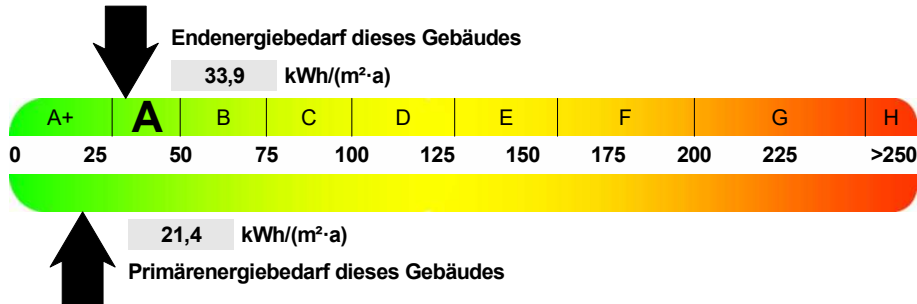 Endenergiebedarf dieses Gebäudes
33,9 kWh/(m²·a)
A+ A B C D E F G H
0 25 50 75 100 125 150 175 200 225 >250
21,4 kWh/(m²·a)
Primärenergiebedarf dieses Gebäudes